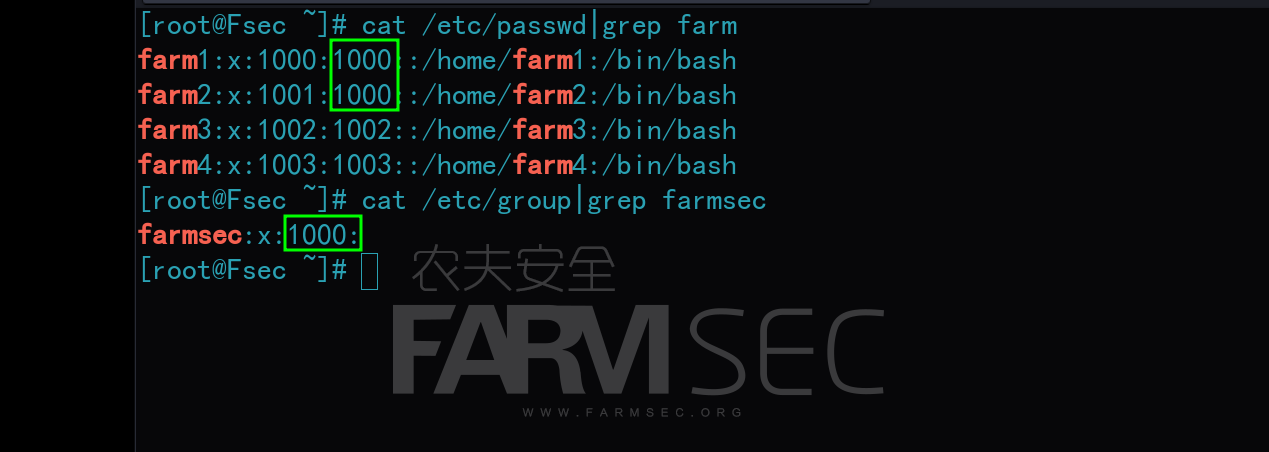 [root@Fsec ~]# cat /etc/passwd|grep farm
farm1:x:1000:1000::/home/farm1:/bin/bash
farm2:x:1001:1000::/home/farm2:/bin/bash
farm3:x:1002:1002::/home/farm3:/bin/bash
farm4:x:1003:1003::/home/farm4:/bin/bash
[root@Fsec ~]# cat /etc/group|grep farmsec
farmsec:x:1000:
[root@Fsec ~]#
农夫安全
FARMSEC
WWW.FARMSEC.ORG